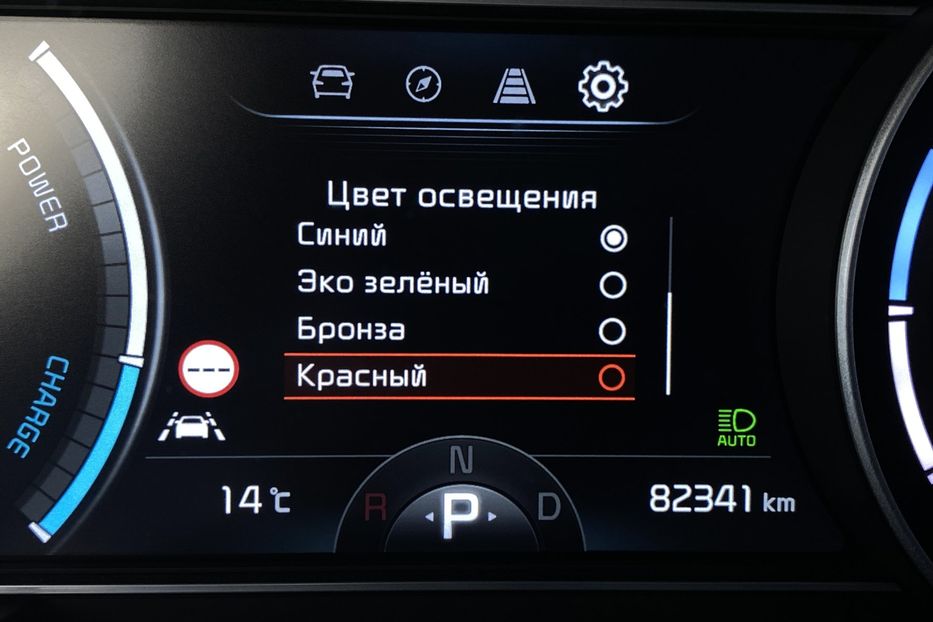 POWER
CHARGE
Цвет освещения
Синий
Эко зелёный
Бронза
Красный
---
AUTO
N
R P D
14 °C
82341 km